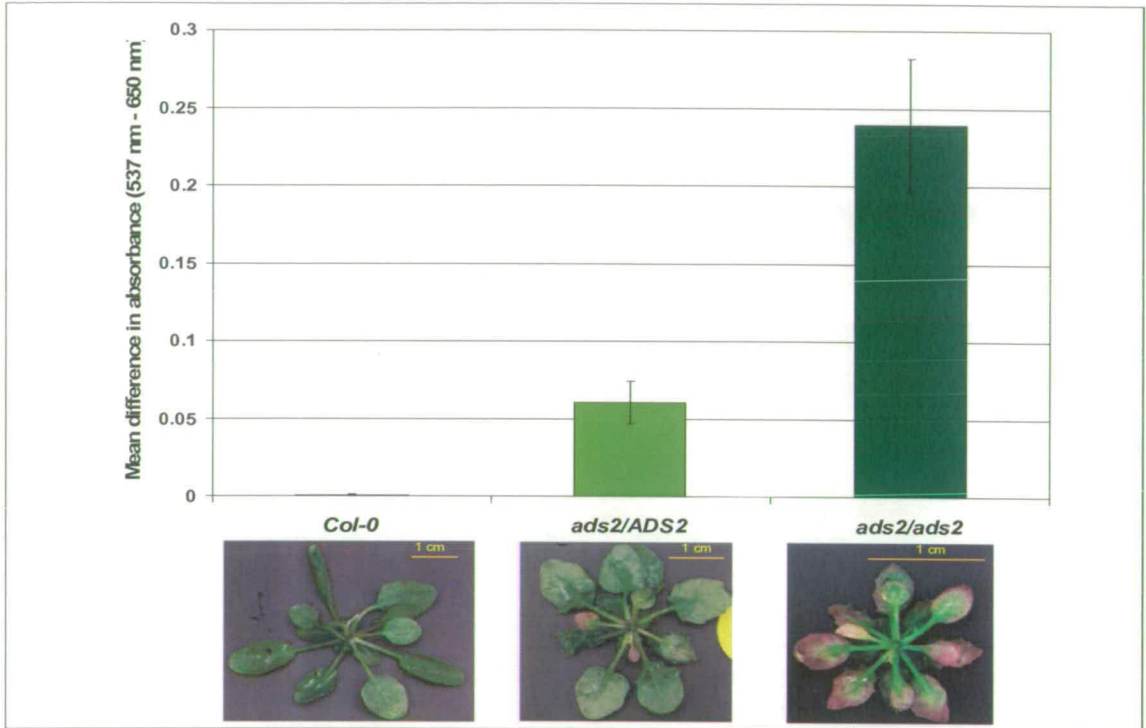 Mean difference in absorbance (537 nm - 650 nm)
0.3
0.25
0.2
0.15
0.1
0.05
0
Col-0
ads2/ADS2
ads2/ads2
1 cm
1 cm
1 cm